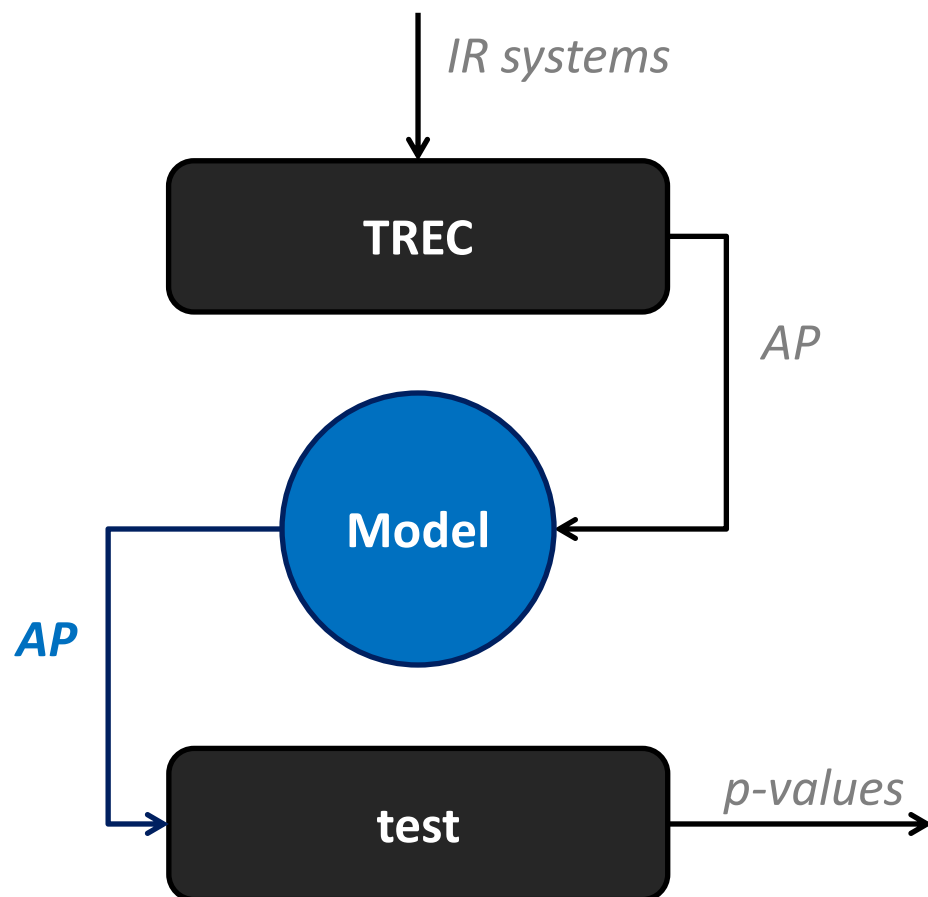 IR systems
TREC
AP
Model
AP
test
p-values